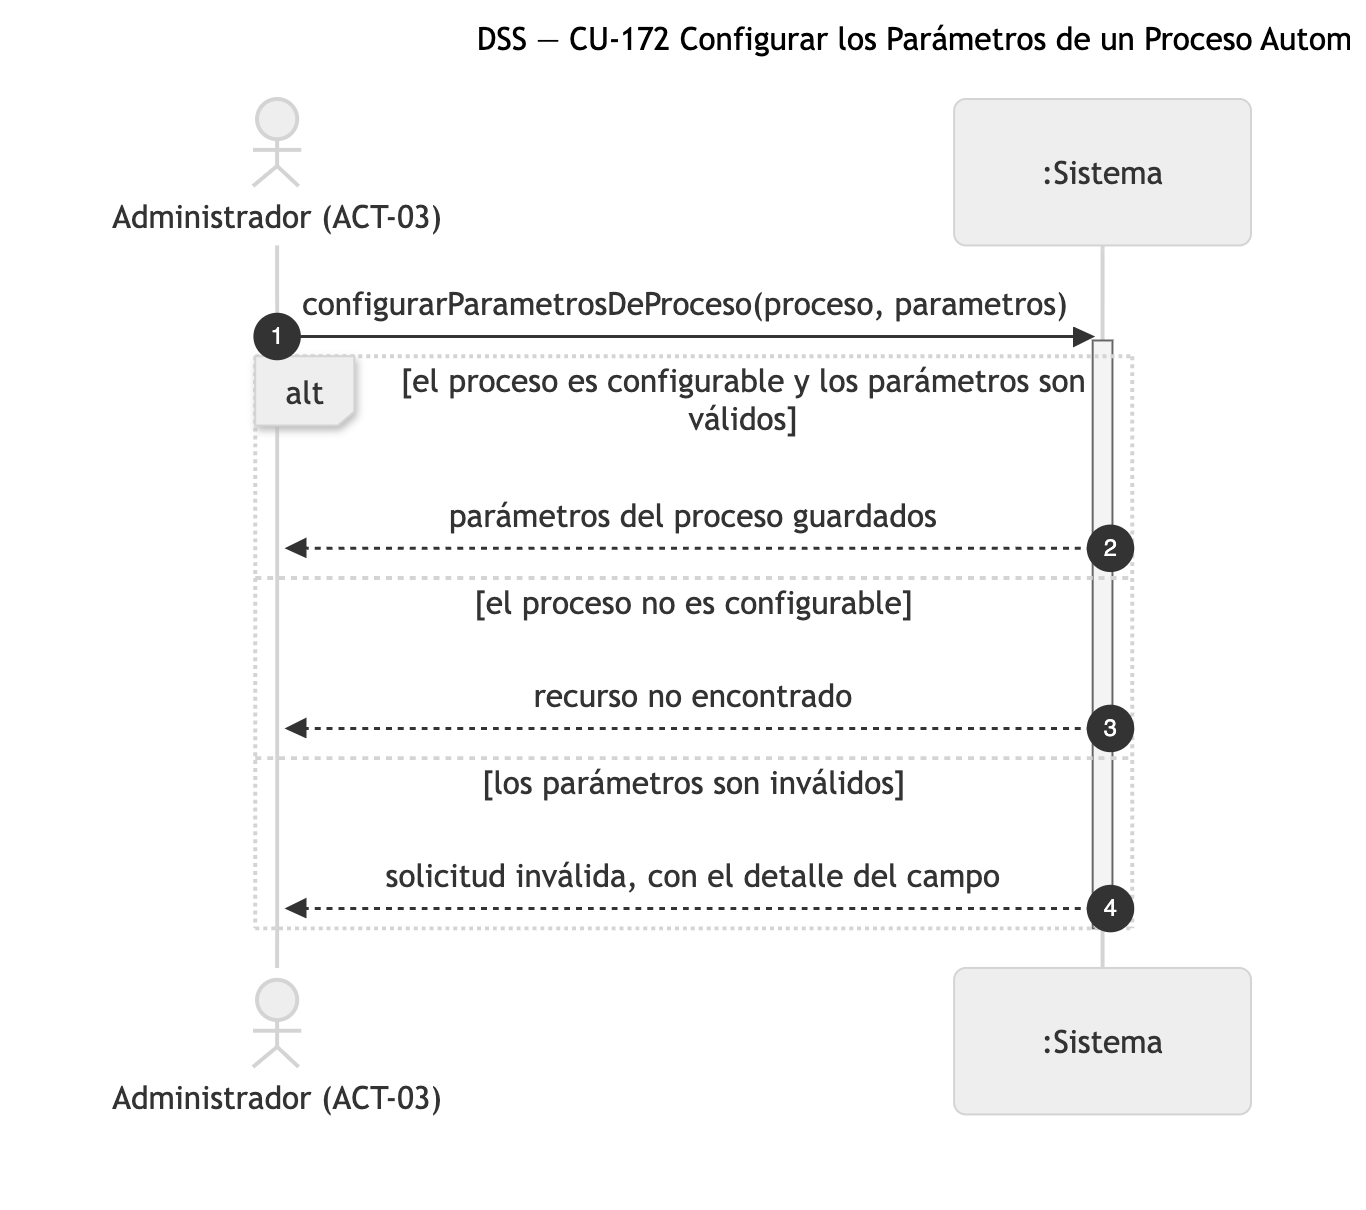 DSS — CU-172 Configurar los Parámetros de un Proceso Autom
Administrador (ACT-03)
:Sistema
configurarParametrosDeProceso(proceso, parametros)
1
alt
[el proceso es configurable y los parámetros son
válidos]
parámetros del proceso guardados
2
[el proceso no es configurable]
recurso no encontrado
3
[los parámetros son inválidos]
solicitud inválida, con el detalle del campo
4
:Sistema
Administrador (ACT-03)